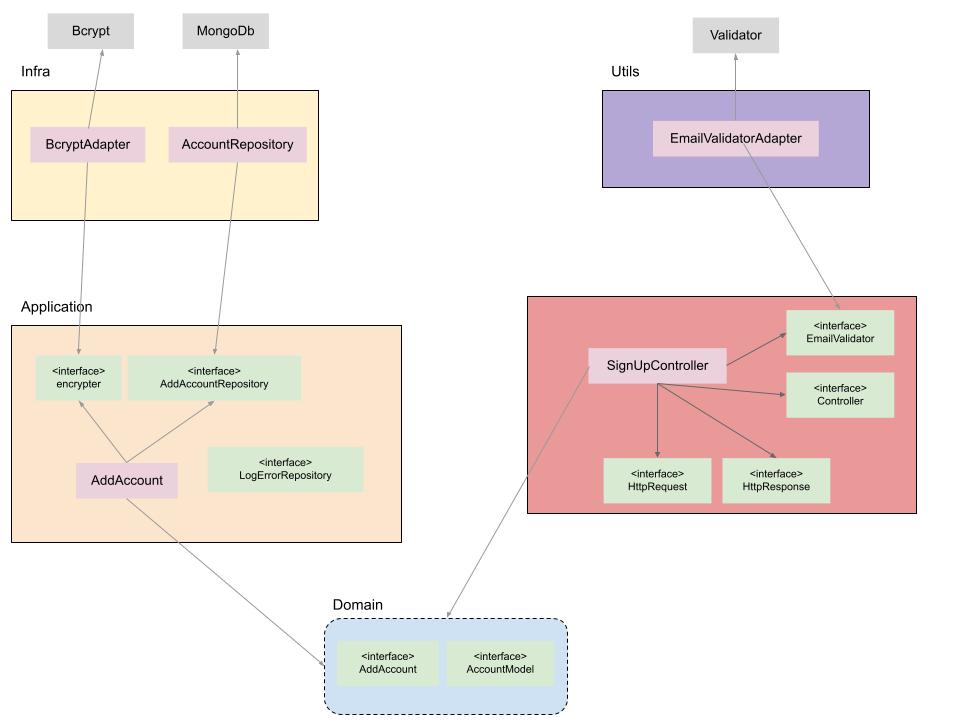 Bcrypt
MongoDb
Validator
Infra
Utils
BcryptAdapter
AccountRepository
EmailValidatorAdapter
Application
<interface>
encrypter
<interface>
AddAccountRepository
<interface>
EmailValidator
SignUpController
<interface>
Controller
<interface>
LogErrorRepository
AddAccount
<interface>
HttpRequest
<interface>
HttpResponse
Domain
<interface>
AddAccount
<interface>
AccountModel